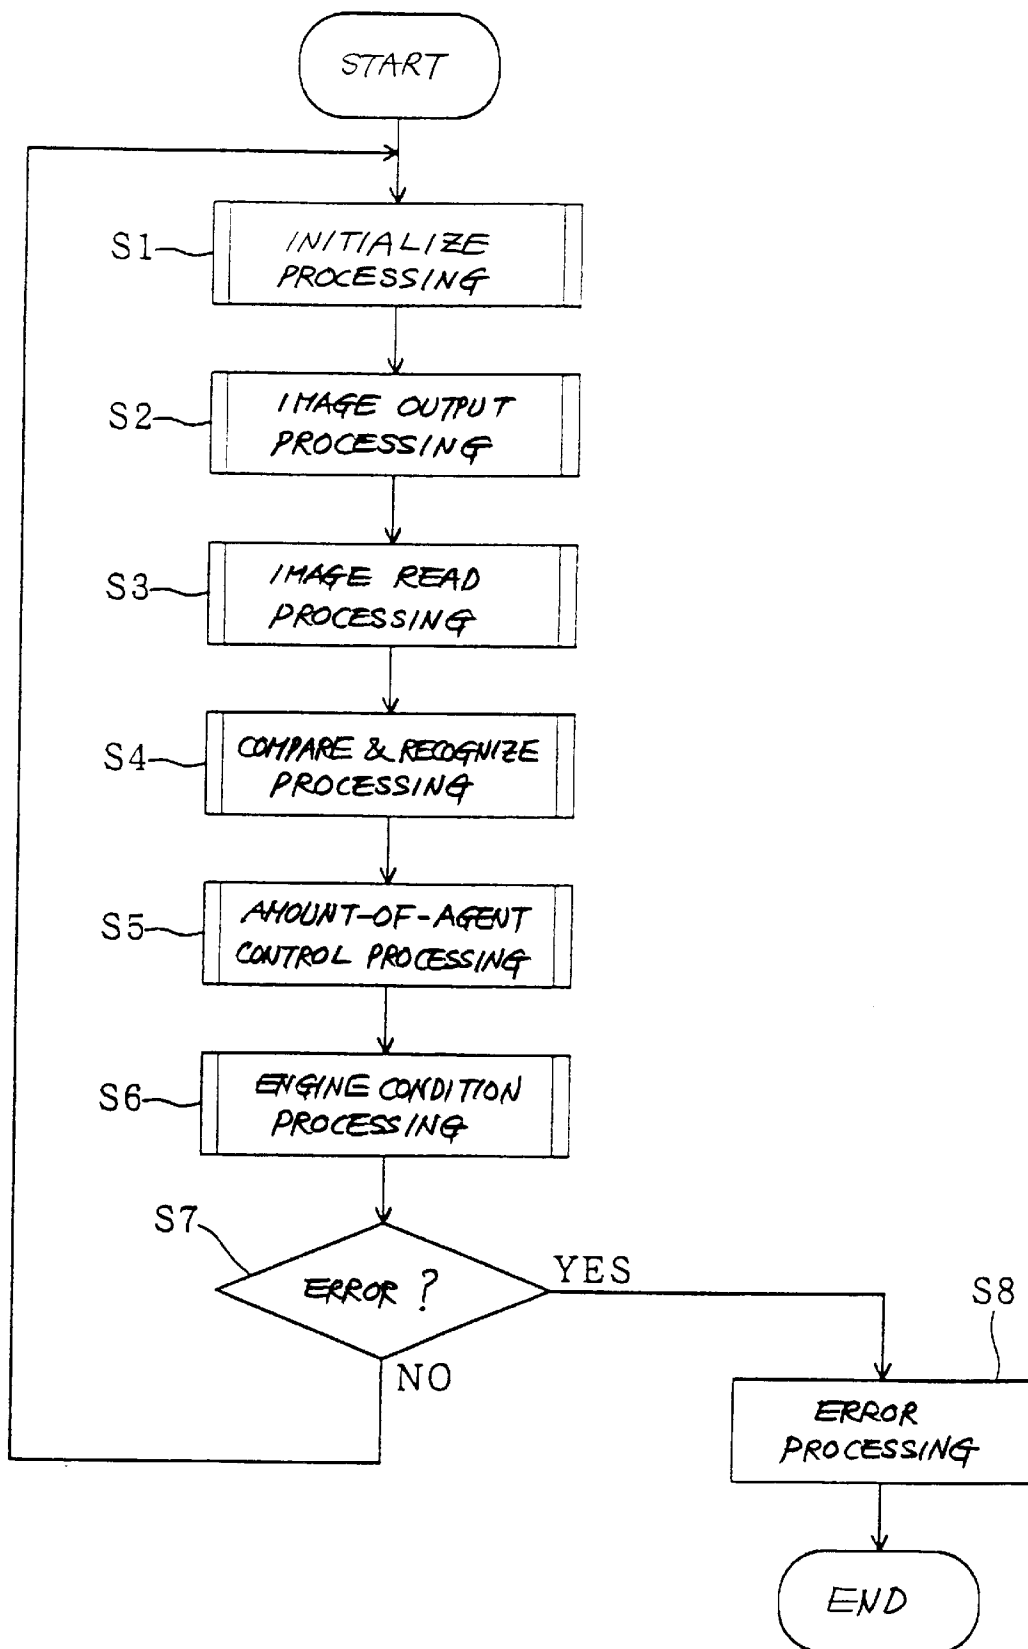 START
S1
INITIALIZE
PROCESSING
S2
IMAGE OUTPUT
PROCESSING
S3
IMAGE READ
PROCESSING
S4
COMPARE & RECOGNIZE
PROCESSING
S5
AMOUNT-OF-AGENT
CONTROL PROCESSING
S6
ENGINE CONDITION
PROCESSING
S7
ERROR ?
YES
NO
S8
ERROR
PROCESSING
END